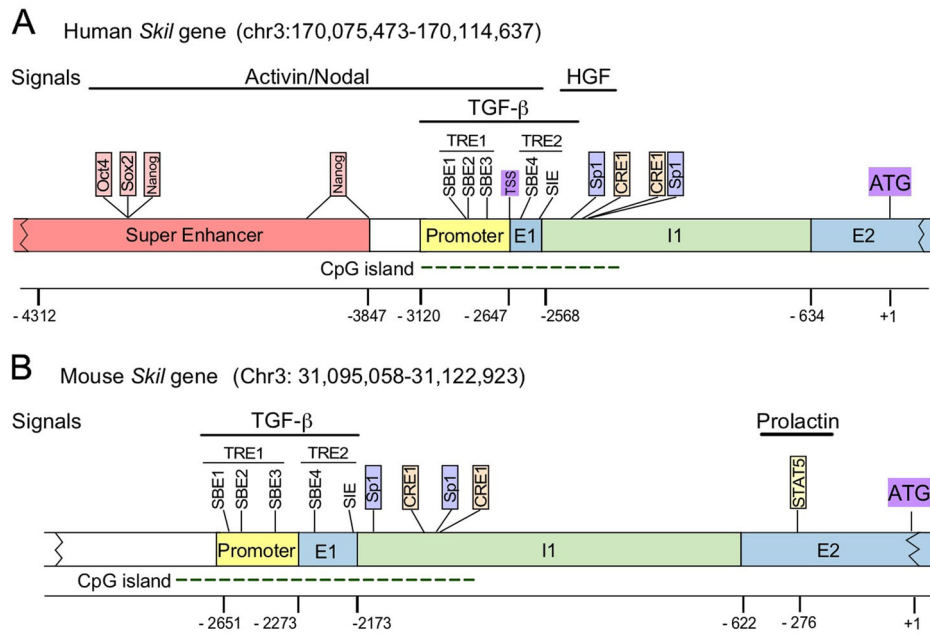 A Human Skil gene (chr3:170,075,473-170,114,637)
Signals Activin/Nodal HGF
TGF-β
TRE1 TRE2
Oct4 Sox2 Nanog Nanog SBE1 SBE2 SBE3 TSS SBE4 SIE Sp1 CRE1 CRE1 Sp1 ATG
Super Enhancer Promoter E1 I1 E2
CpG island
- 4312 -3847 - 3120 - 2647 -2568 - 634 +1
B Mouse Skil gene (Chr3: 31,095,058-31,122,923)
Signals TGF-β Prolactin
TRE1 TRE2
SBE1 SBE2 SBE3 SBE4 SIE Sp1 CRE1 Sp1 CRE1 STAT5 ATG
Promoter E1 I1 E2
CpG island
- 2651 - 2273 -2173 - 622 - 276 +1